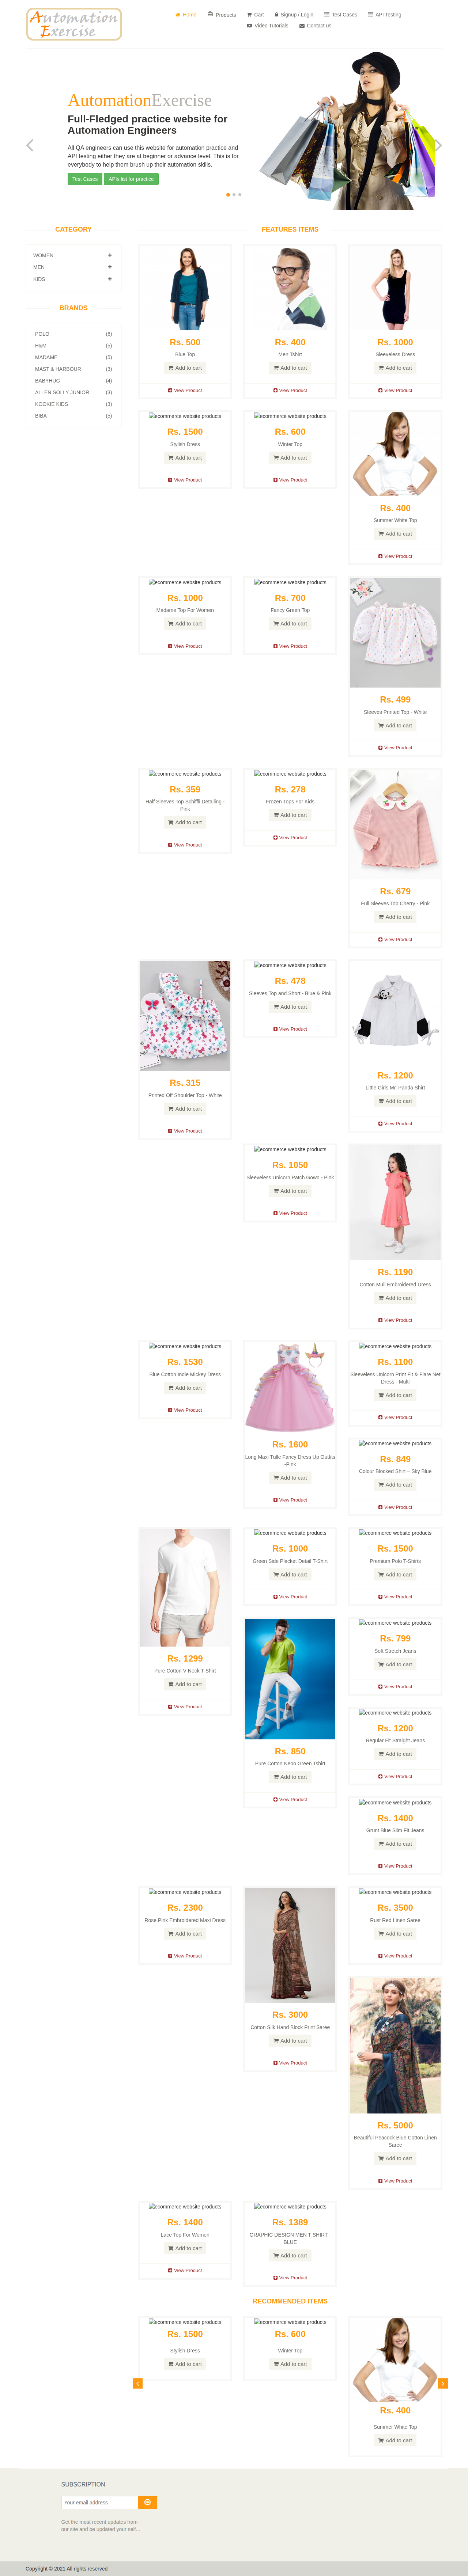 Automation
Exercise
Home
Products
Cart
Signup / Login
Test Cases
API Testing
Video Tutorials
Contact us
AutomationExercise
Full-Fledged practice website for
Automation Engineers
All QA engineers can use this website for automation practice and
API testing either they are at beginner or advance level. This is for
everybody to help them brush up their automation skills.
Test Cases
APIs list for practice
CATEGORY
WOMEN
MEN
KIDS
BRANDS
POLO (6)
H&M (5)
MADAME (5)
MAST & HARBOUR (3)
BABYHUG (4)
ALLEN SOLLY JUNIOR (3)
KOOKIE KIDS (3)
BIBA (5)
FEATURES ITEMS
Rs. 500
Blue Top
Add to cart
View Product
Rs. 400
Men Tshirt
Add to cart
View Product
Rs. 1000
Sleeveless Dress
Add to cart
View Product
ecommerce website products
Rs. 1500
Stylish Dress
Add to cart
View Product
ecommerce website products
Rs. 600
Winter Top
Add to cart
View Product
Rs. 400
Summer White Top
Add to cart
View Product
ecommerce website products
Rs. 1000
Madame Top For Women
Add to cart
View Product
ecommerce website products
Rs. 700
Fancy Green Top
Add to cart
View Product
Rs. 499
Sleeves Printed Top - White
Add to cart
View Product
ecommerce website products
Rs. 359
Half Sleeves Top Schiffli Detailing -
Pink
Add to cart
View Product
ecommerce website products
Rs. 278
Frozen Tops For Kids
Add to cart
View Product
Rs. 679
Full Sleeves Top Cherry - Pink
Add to cart
View Product
Rs. 315
Printed Off Shoulder Top - White
Add to cart
View Product
ecommerce website products
Rs. 478
Sleeves Top and Short - Blue & Pink
Add to cart
View Product
Rs. 1200
Little Girls Mr. Panda Shirt
Add to cart
View Product
ecommerce website products
Rs. 1050
Sleeveless Unicorn Patch Gown - Pink
Add to cart
View Product
Rs. 1190
Cotton Mull Embroidered Dress
Add to cart
View Product
ecommerce website products
Rs. 1530
Blue Cotton Indie Mickey Dress
Add to cart
View Product
Rs. 1600
Long Maxi Tulle Fancy Dress Up Outfits
-Pink
Add to cart
View Product
ecommerce website products
Rs. 1100
Sleeveless Unicorn Print Fit & Flare Net
Dress - Multi
Add to cart
View Product
ecommerce website products
Rs. 849
Colour Blocked Shirt – Sky Blue
Add to cart
View Product
Rs. 1299
Pure Cotton V-Neck T-Shirt
Add to cart
View Product
ecommerce website products
Rs. 1000
Green Side Placket Detail T-Shirt
Add to cart
View Product
ecommerce website products
Rs. 1500
Premium Polo T-Shirts
Add to cart
View Product
Rs. 850
Pure Cotton Neon Green Tshirt
Add to cart
View Product
ecommerce website products
Rs. 799
Soft Stretch Jeans
Add to cart
View Product
ecommerce website products
Rs. 1200
Regular Fit Straight Jeans
Add to cart
View Product
ecommerce website products
Rs. 1400
Grunt Blue Slim Fit Jeans
Add to cart
View Product
ecommerce website products
Rs. 2300
Rose Pink Embroidered Maxi Dress
Add to cart
View Product
Rs. 3000
Cotton Silk Hand Block Print Saree
Add to cart
View Product
ecommerce website products
Rs. 3500
Rust Red Linen Saree
Add to cart
View Product
Rs. 5000
Beautiful Peacock Blue Cotton Linen
Saree
Add to cart
View Product
ecommerce website products
Rs. 1400
Lace Top For Women
Add to cart
View Product
ecommerce website products
Rs. 1389
GRAPHIC DESIGN MEN T SHIRT -
BLUE
Add to cart
View Product
RECOMMENDED ITEMS
ecommerce website products
Rs. 1500
Stylish Dress
Add to cart
ecommerce website products
Rs. 600
Winter Top
Add to cart
Rs. 400
Summer White Top
Add to cart
SUBSCRIPTION
Your email address
Get the most recent updates from
our site and be updated your self...
Copyright © 2021 All rights reserved